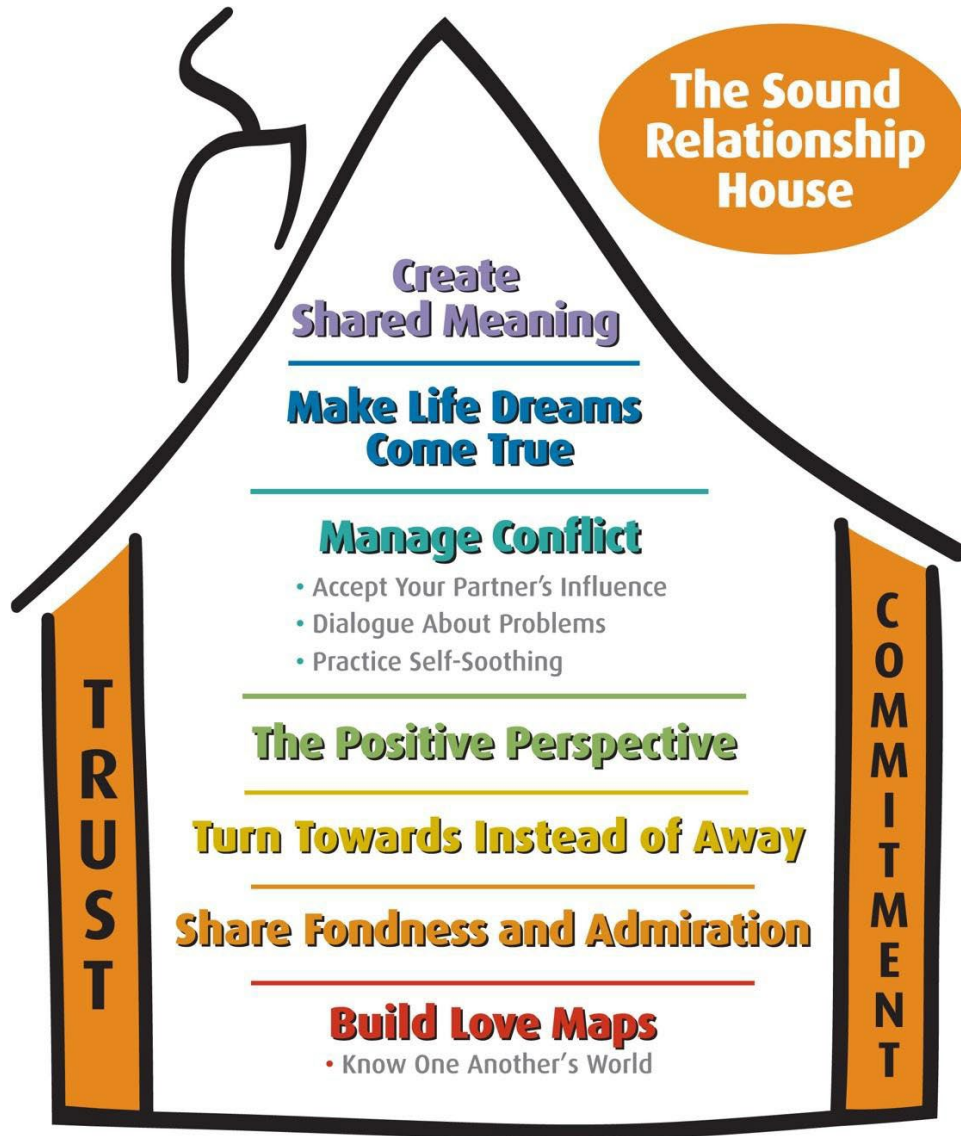 The Sound
Relationship
House
Create
Shared Meaning
Make Life Dreams
Come True
Manage Conflict
• Accept Your Partner's Influence
• Dialogue About Problems
• Practice Self-Soothing
The Positive Perspective
Turn Towards Instead of Away
Share Fondness and Admiration
Build Love Maps
• Know One Another's World
TRUST
COMMITMENT